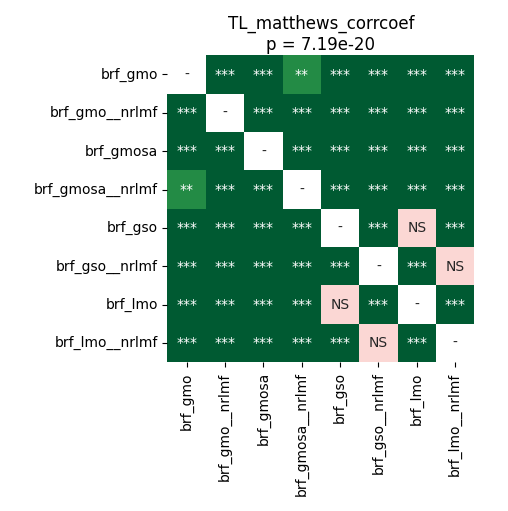 TL_matthews_corrcoef
p = 7.19e-20
brf_gmo - *** *** ** *** *** *** ***
brf_gmo__nrlmf *** - *** *** *** *** *** ***
brf_gmosa *** *** - *** *** *** *** ***
brf_gmosa__nrlmf ** *** *** - *** *** *** ***
brf_gso *** *** *** *** - *** NS ***
brf_gso__nrlmf *** *** *** *** *** - *** NS
brf_lmo *** *** *** *** NS *** - ***
brf_lmo__nrlmf *** *** *** *** *** NS *** -
brf_gmo
brf_gmo__nrlmf
brf_gmosa
brf_gmosa__nrlmf
brf_gso
brf_gso__nrlmf
brf_lmo
brf_lmo__nrlmf